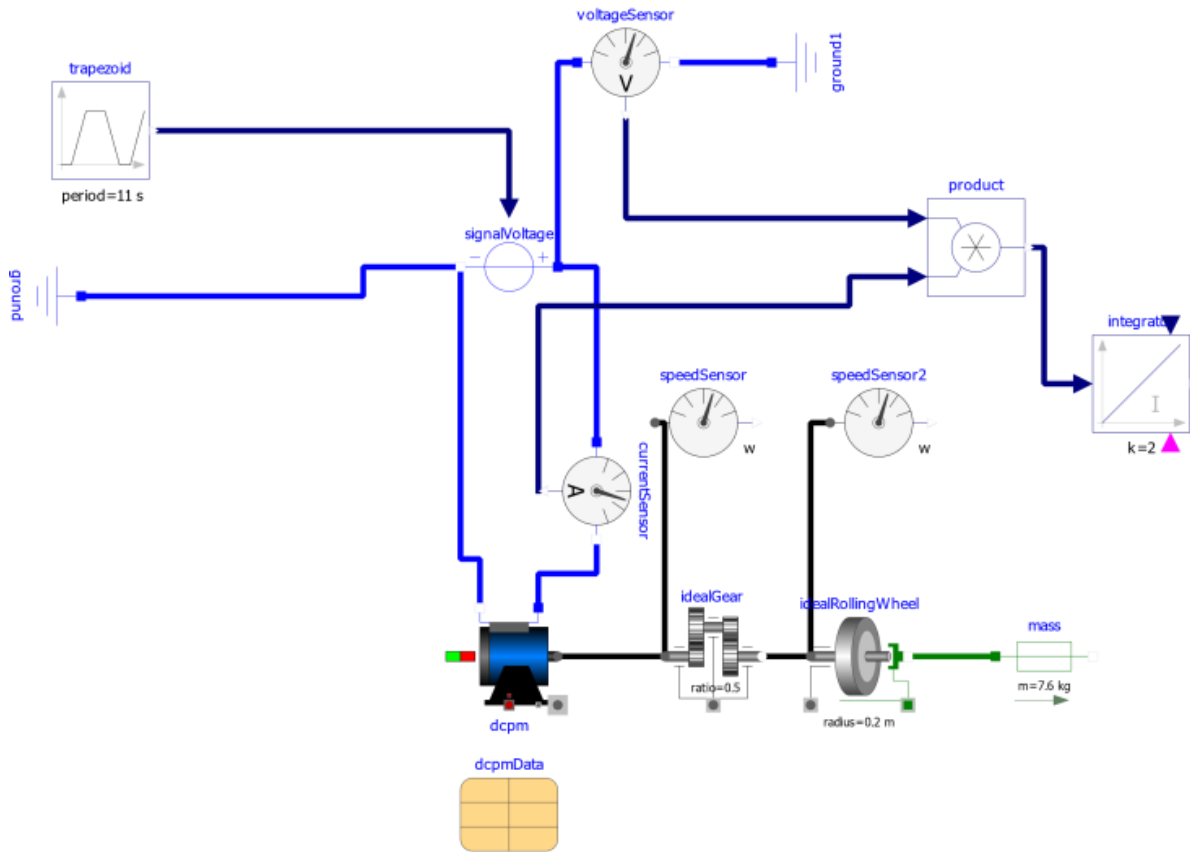 voltageSensor
V
ground1
trapezoid
period=11 s
product
signalVoltage
-
+
ground
integrato
I
k=2
speedSensor
w
speedSensor2
w
A
currentSensor
idealGear
ratio=0.5
idealRollingWheel
radius=0.2 m
mass
m=7.6 kg
dcpm
dcpmData